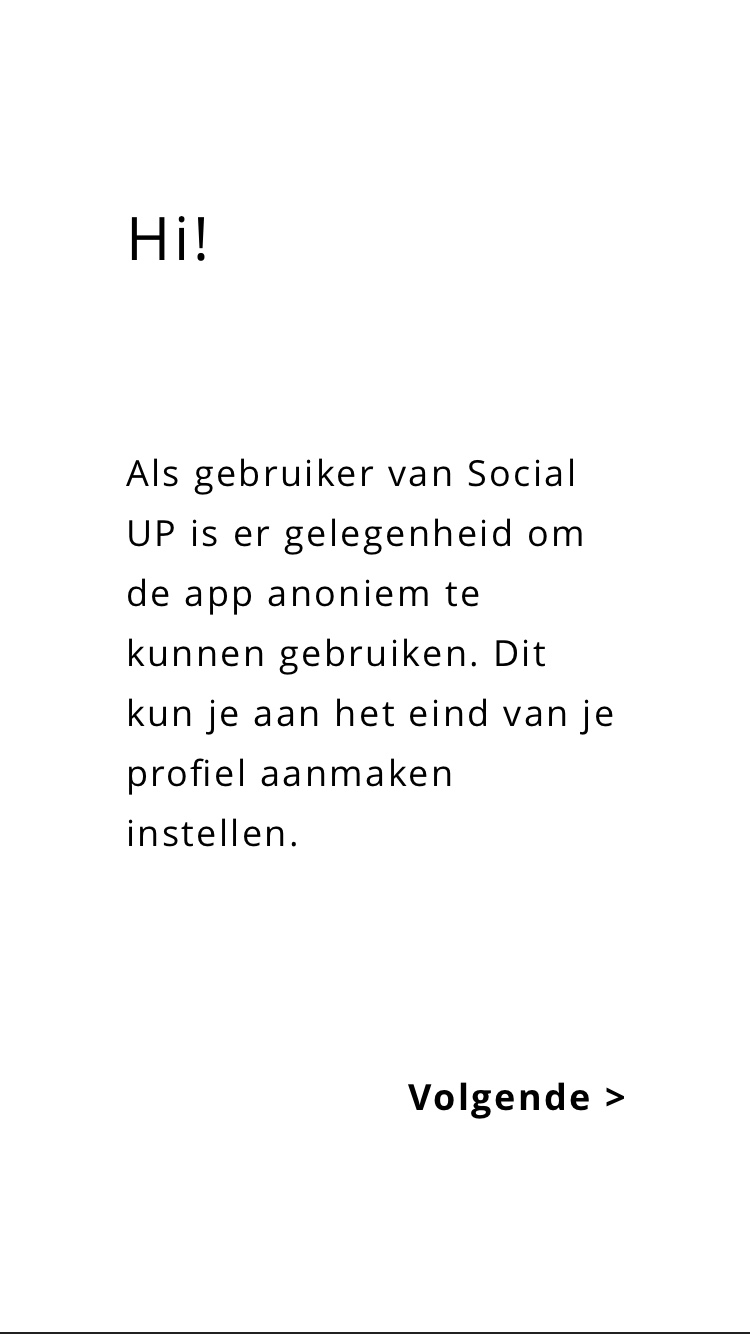 Hi!
Als gebruiker van Social
UP is er gelegenheid om
de app anoniem te
kunnen gebruiken. Dit
kun je aan het eind van je
profiel aanmaken
instellen.
Volgende >